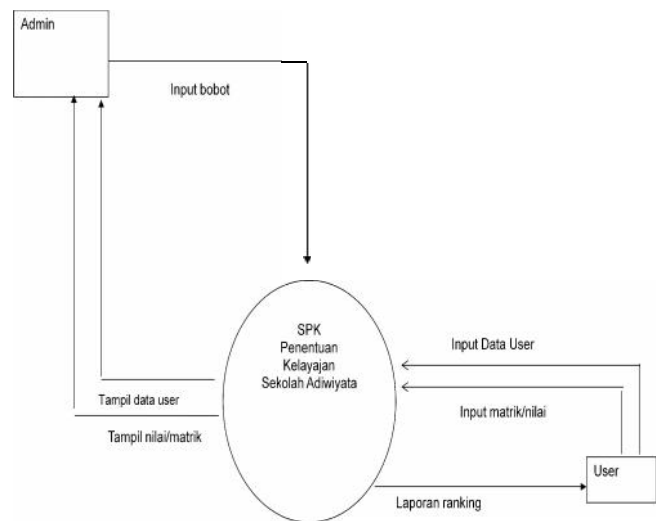 Admin
Input bobot
SPK
Penentuan
Kelayajan
Sekolah Adiwiyata
Input Data User
Tampil data user
Input matrik/nilai
Tampil nilai/matrik
User
Laporan ranking